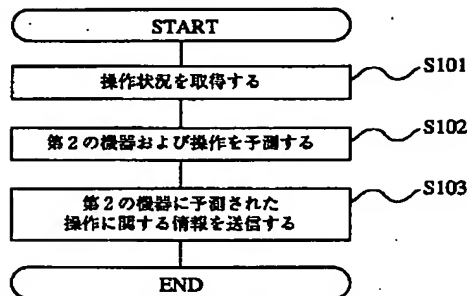 START
操作状況を取得する
S101
第2の機器および操作を予測する
S102
第2の機器に予測された
操作に関する情報を送信する
S103
END